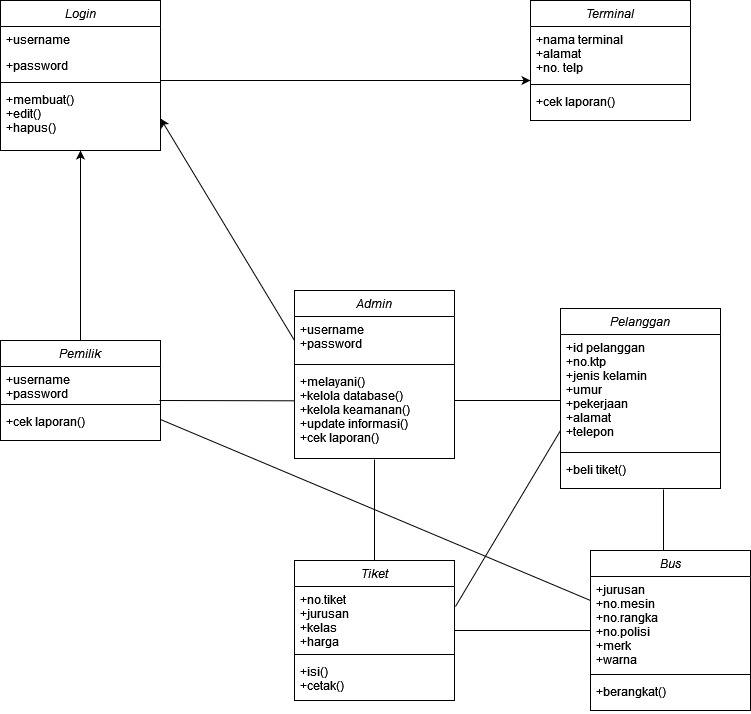 Login
+username
+password
+membuat()
+edit()
+hapus()
Terminal
+nama terminal
+alamat
+no. telp
+cek laporan()
Admin
+username
+password
+melayani()
+kelola database()
+kelola keamanan()
+update informasi()
+cek laporan()
Pelanggan
+id pelanggan
+no.ktp
+jenis kelamin
+umur
+pekerjaan
+alamat
+telepon
+beli tiket()
Pemilik
+username
+password
+cek laporan()
Tiket
+no.tiket
+jurusan
+kelas
+harga
+isi()
+cetak()
Bus
+jurusan
+no.mesin
+no.rangka
+no.polisi
+merk
+warna
+berangkat()